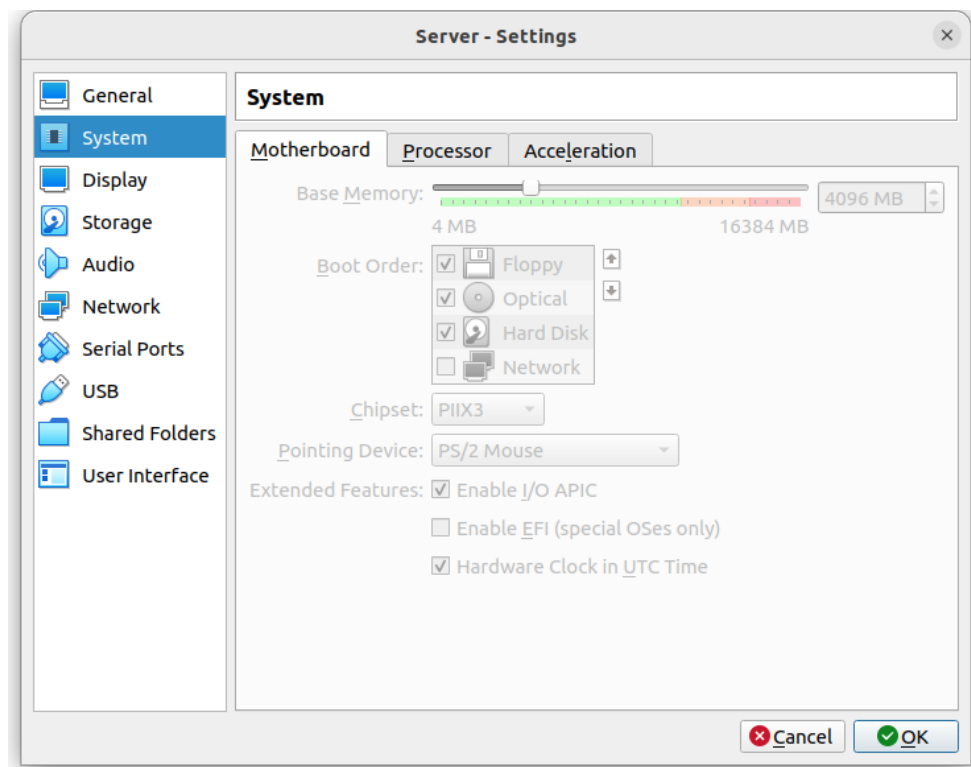 Server - Settings
General
System
Display
Storage
Audio
Network
Serial Ports
USB
Shared Folders
User Interface
System
Motherboard Processor Acceleration
Base Memory: 4096 MB
4 MB 16384 MB
Boot Order: Floppy
Optical
Hard Disk
Network
Chipset: PIIX3
Pointing Device: PS/2 Mouse
Extended Features: Enable I/O APIC
Enable EFI (special OSes only)
Hardware Clock in UTC Time
Cancel OK